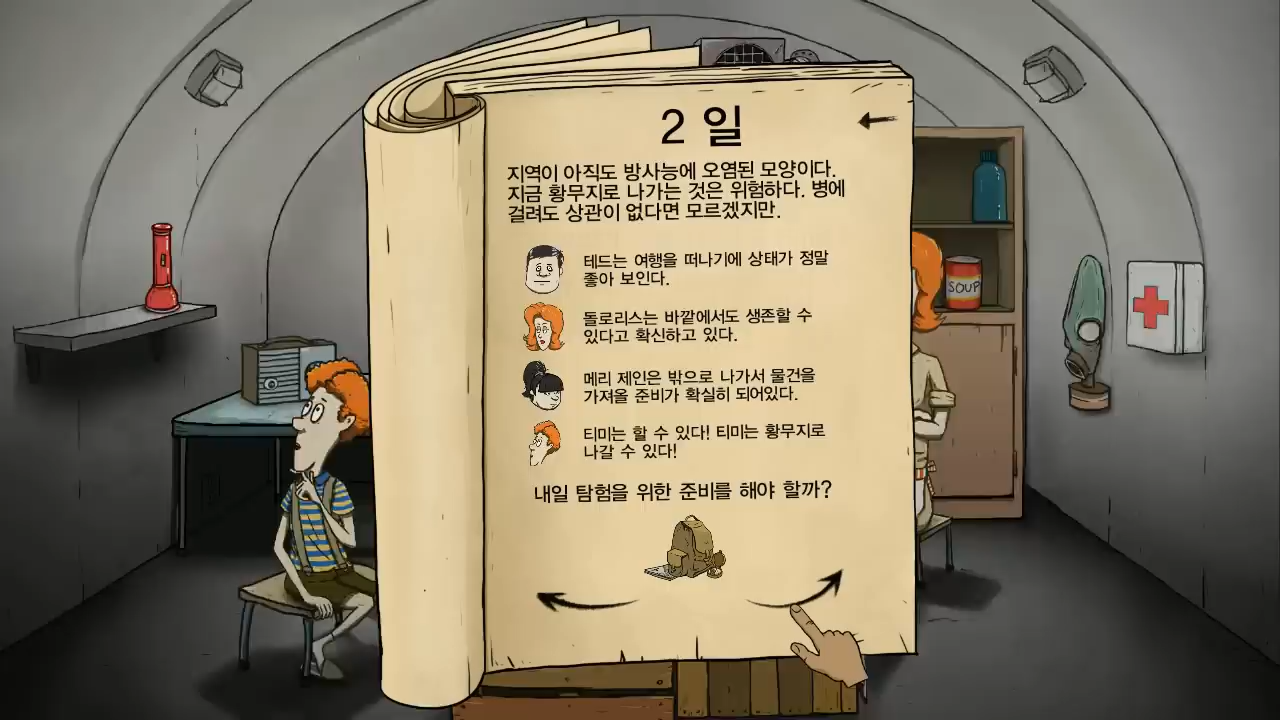 2 일
지역이 아직도 방사능에 오염된 모양이다.
지금 황무지로 나가는 것은 위험하다. 병에
걸려도 상관이 없다면 모르겠지만.
테드는 여행을 떠나기에 상태가 정말
좋아 보인다.
돌로리스는 바깥에서도 생존할 수
있다고 확신하고 있다.
메리 제인은 밖으로 나가서 물건을
가져올 준비가 확실히 되어있다.
티미는 할 수 있다! 티미는 황무지로
나갈 수 있다!
내일 탐험을 위한 준비를 해야 할까?
SOUP